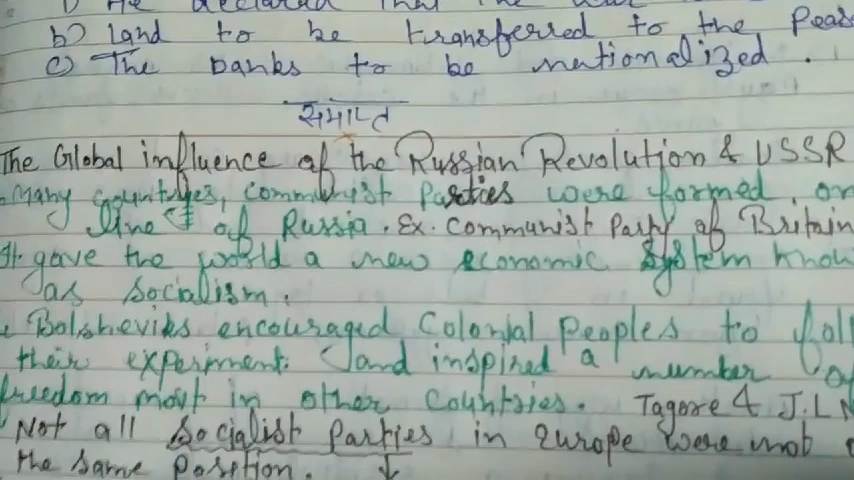 b) Land to be transferred to the Peas
c) The banks to be nationalized.
समाप्त
The Global influence of the Russian Revolution & USSR
Many countries, communist Parties were formed on
line of Russia. Ex. Communist Party of Britain
It gave the world a new economic System know
as socialism.
Bolsheviks encouraged Colonial Peoples to foll
their experiment and inspired a number of
freedom movt in other countries. Tagore & J.L.N
Not all Socialist Parties in Europe were not
the same position. ↓